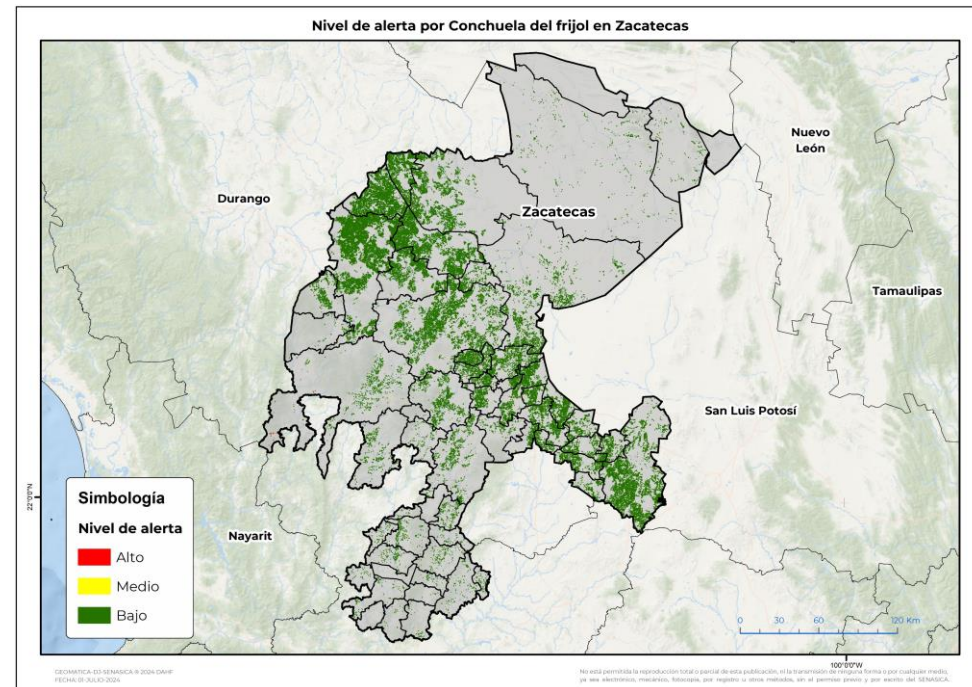 Nivel de alerta por Conchuela del frijol en Zacatecas
Nuevo
León
Durango
Zacatecas
Tamaulipas
San Luis Potosí
22°0'0"N
Simbología
Nivel de alerta
Alto
Medio
Bajo
Nayarit
0 30 60 120 Km
100°0'0"W
GEOMATICA-DJ-SENASICA ® 2024 DAHF
FECHA: 01-JULIO-2024
No está permitida la reproducción total o parcial de esta publicación, ni la transmisión de ninguna forma o por cualquier medio,
ya sea electrónico, mecánico, fotocopia, por registro u otros métodos, sin el permiso previo y por escrito del SENASICA.